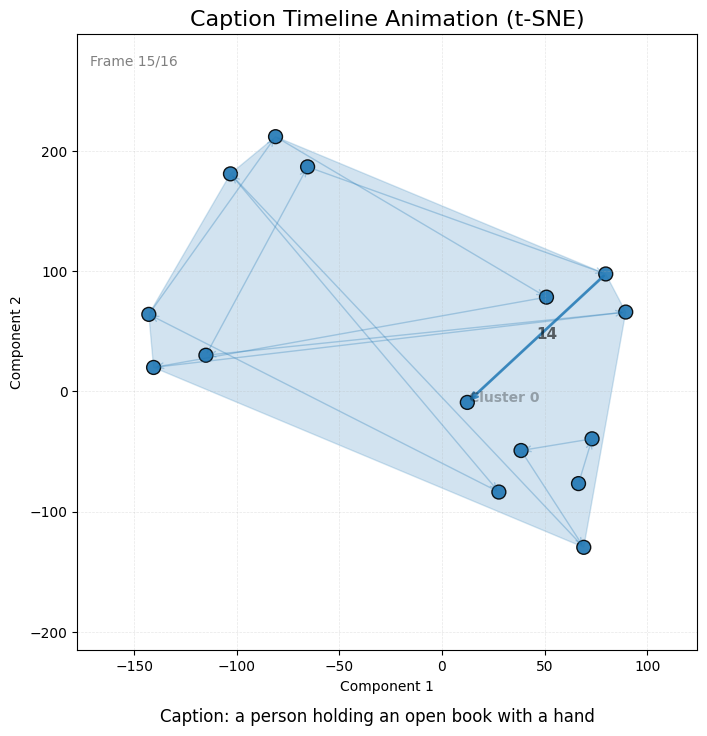 Caption Timeline Animation (t-SNE)
Frame 15/16
200
100
0
−100
−200
Component 2
14
Cluster 0
−150
−100
−50
0
50
100
Component 1
Caption: a person holding an open book with a hand